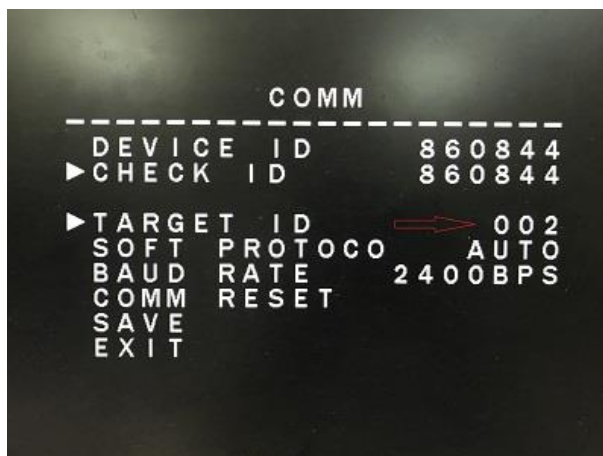 COMM
DEVICE ID 860844
CHECK ID 860844
TARGET ID 002
SOFT PROTOCO AUTO
BAUD RATE 2400BPS
COMM RESET
SAVE
EXIT